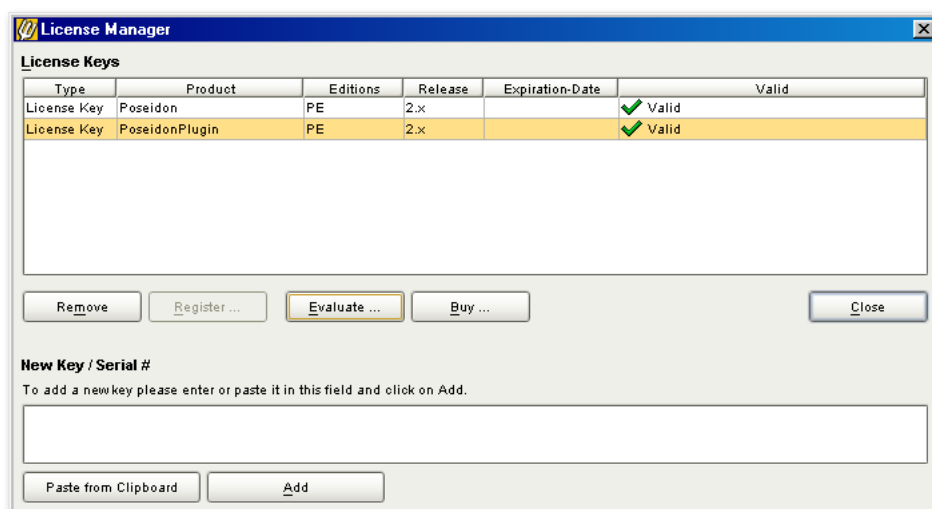 License Manager
License Keys
Type Product Editions Release Expiration-Date Valid
License Key Poseidon PE 2.x Valid
License Key PoseidonPlugin PE 2.x Valid
Remove Register ... Evaluate ... Buy ... Close
New Key / Serial #
To add a new key please enter or paste it in this field and click on Add.
Paste from Clipboard Add